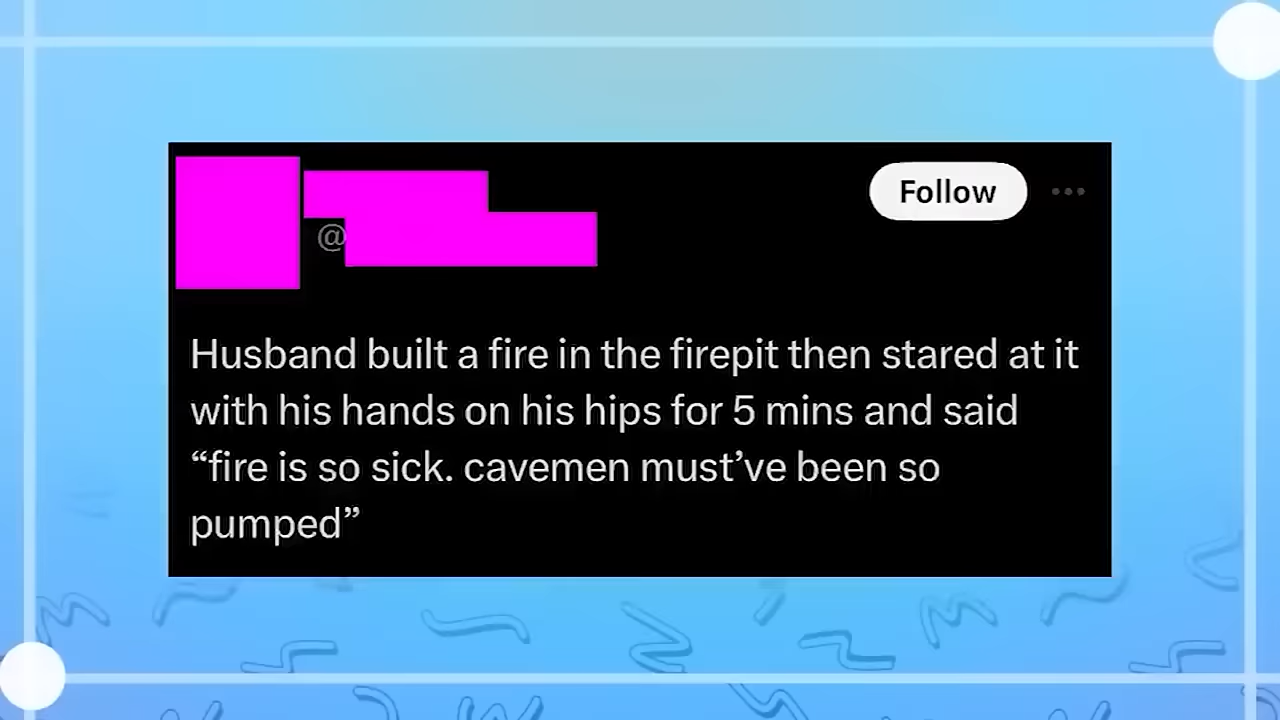 Follow
@
Husband built a fire in the firepit then stared at it
with his hands on his hips for 5 mins and said
“fire is so sick. cavemen must’ve been so
pumped”